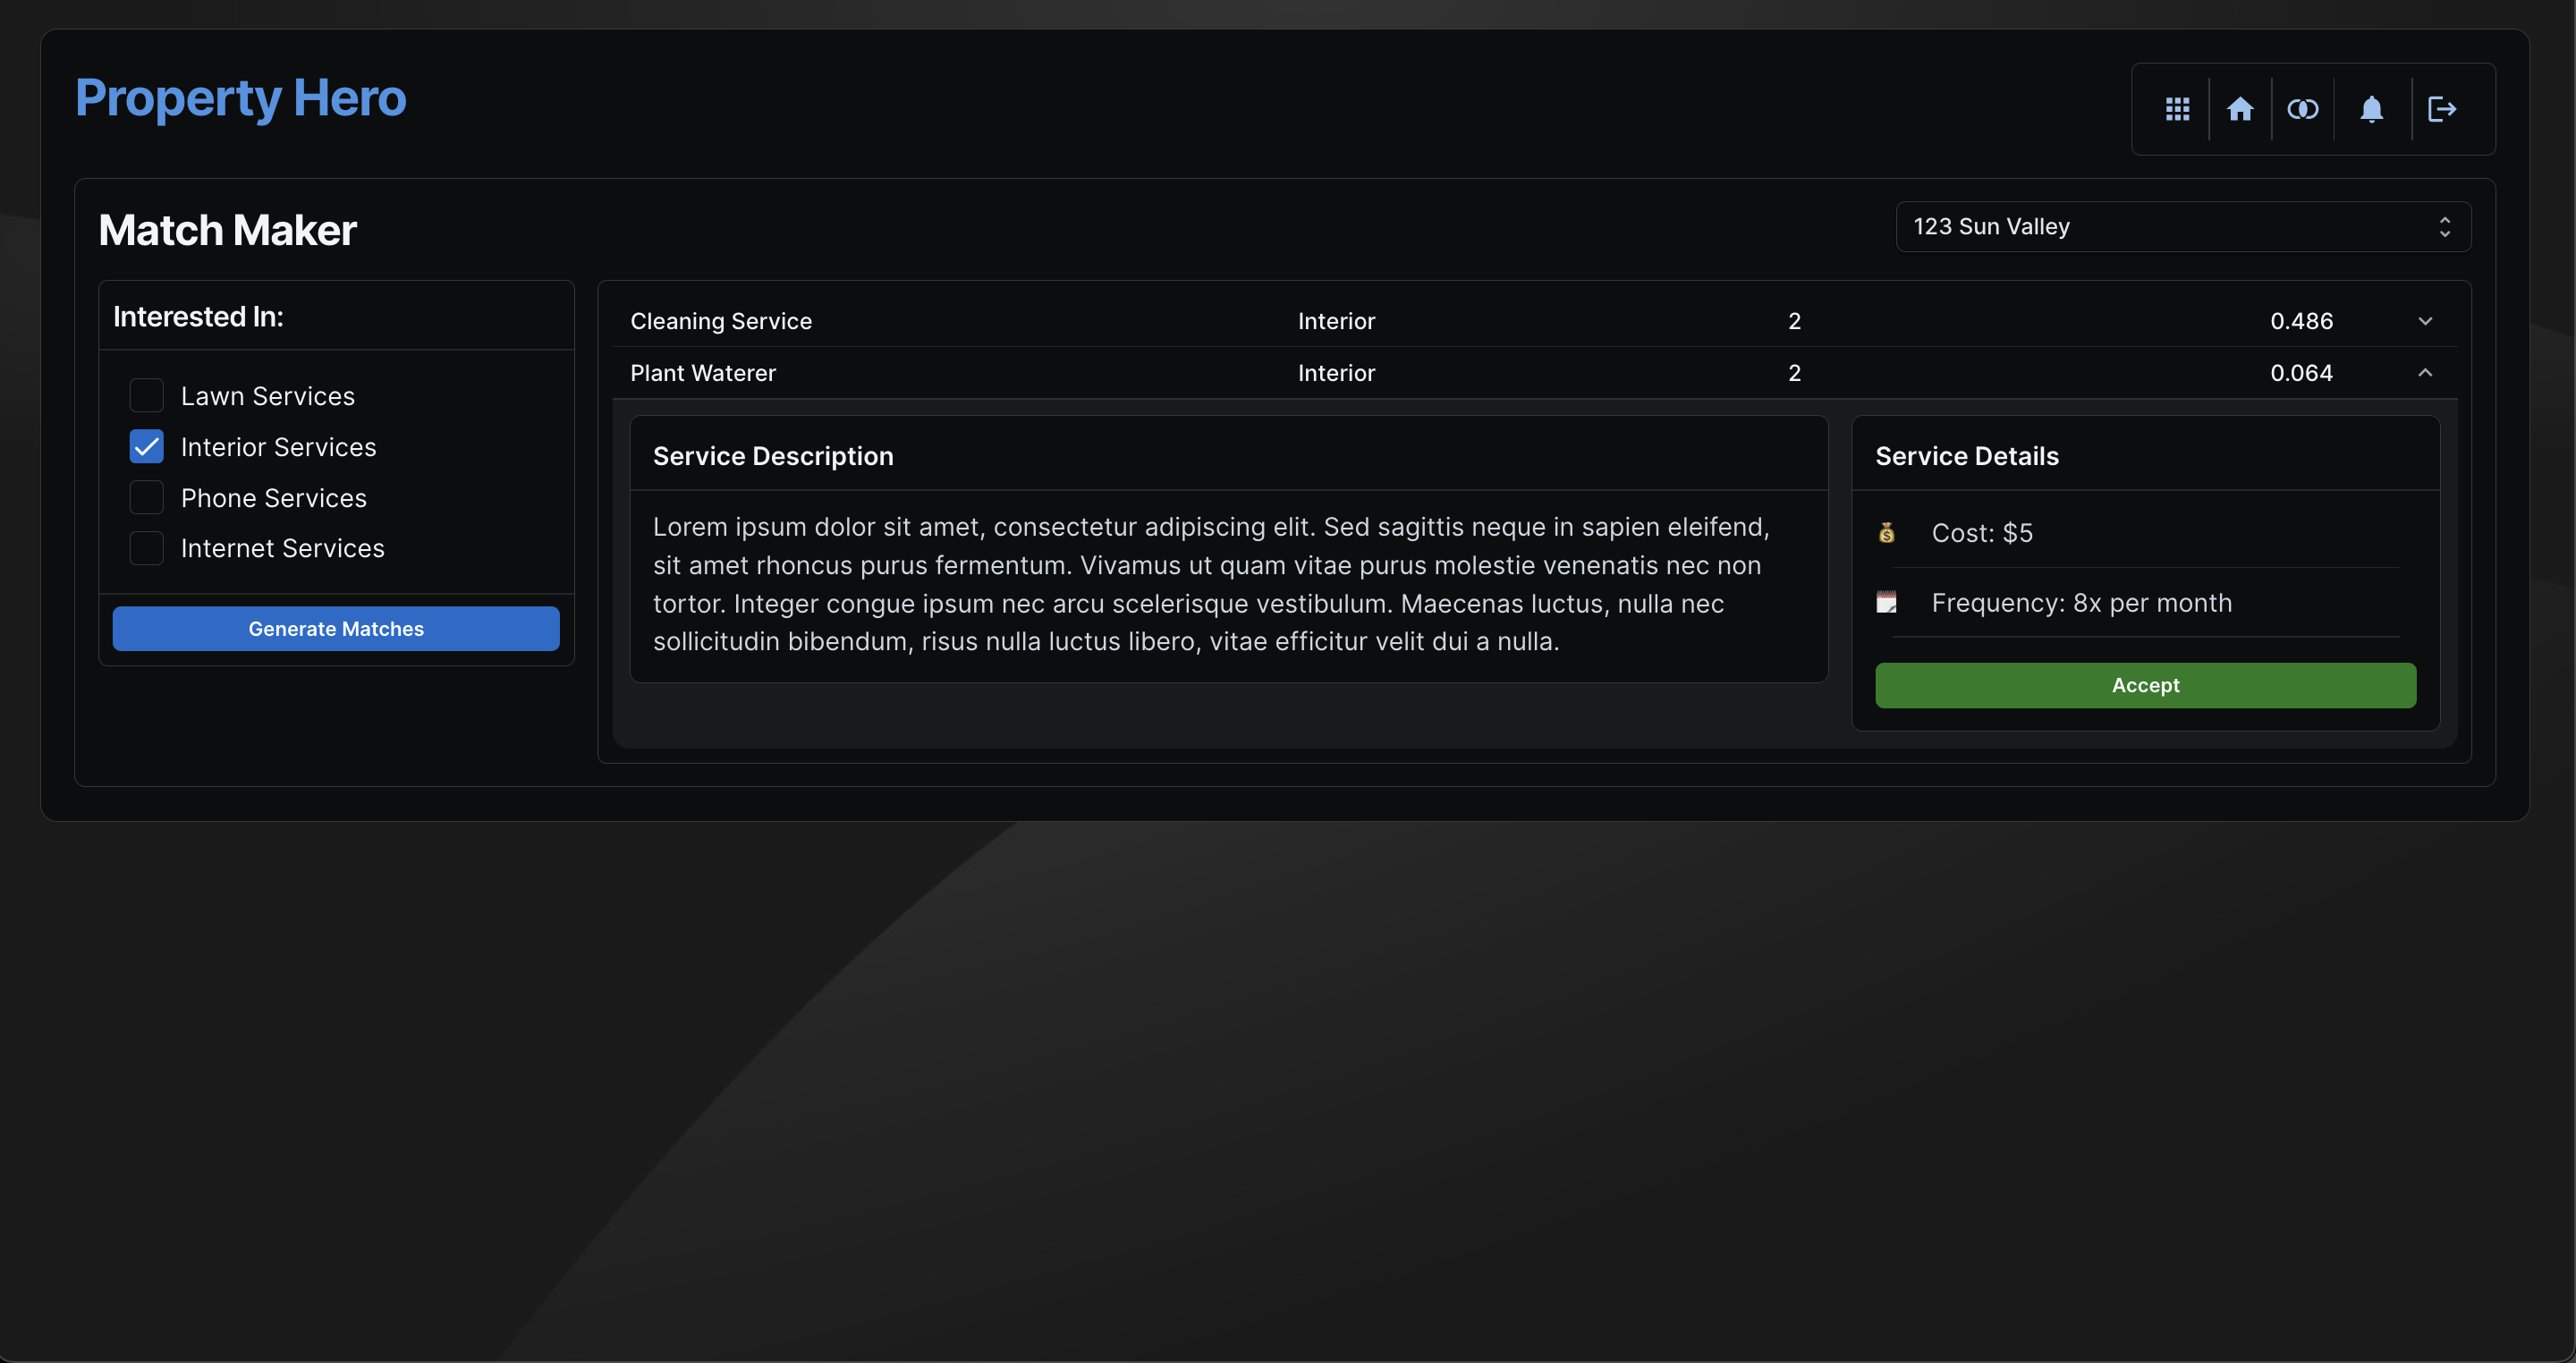 Property Hero
Match Maker
123 Sun Valley
Interested In:
Lawn Services
Interior Services
Phone Services
Internet Services
Generate Matches
Cleaning Service Interior 2 0.486
Plant Waterer Interior 2 0.064
Service Description
Lorem ipsum dolor sit amet, consectetur adipiscing elit. Sed sagittis neque in sapien eleifend,
sit amet rhoncus purus fermentum. Vivamus ut quam vitae purus molestie venenatis nec non
tortor. Integer congue ipsum nec arcu scelerisque vestibulum. Maecenas luctus, nulla nec
sollicitudin bibendum, risus nulla luctus libero, vitae efficitur velit dui a nulla.
Service Details
Cost: $5
Frequency: 8x per month
Accept